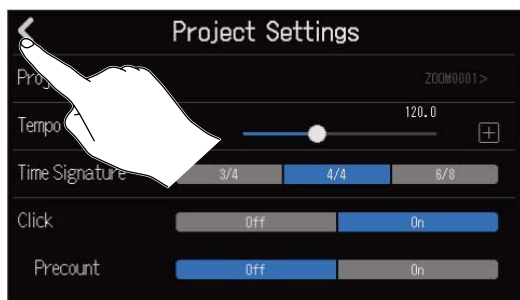 Project Settings
ZOOM0001>
Tempo
120.0
Time Signature
3/4
4/4
6/8
Click
Off
On
Precount
Off
On